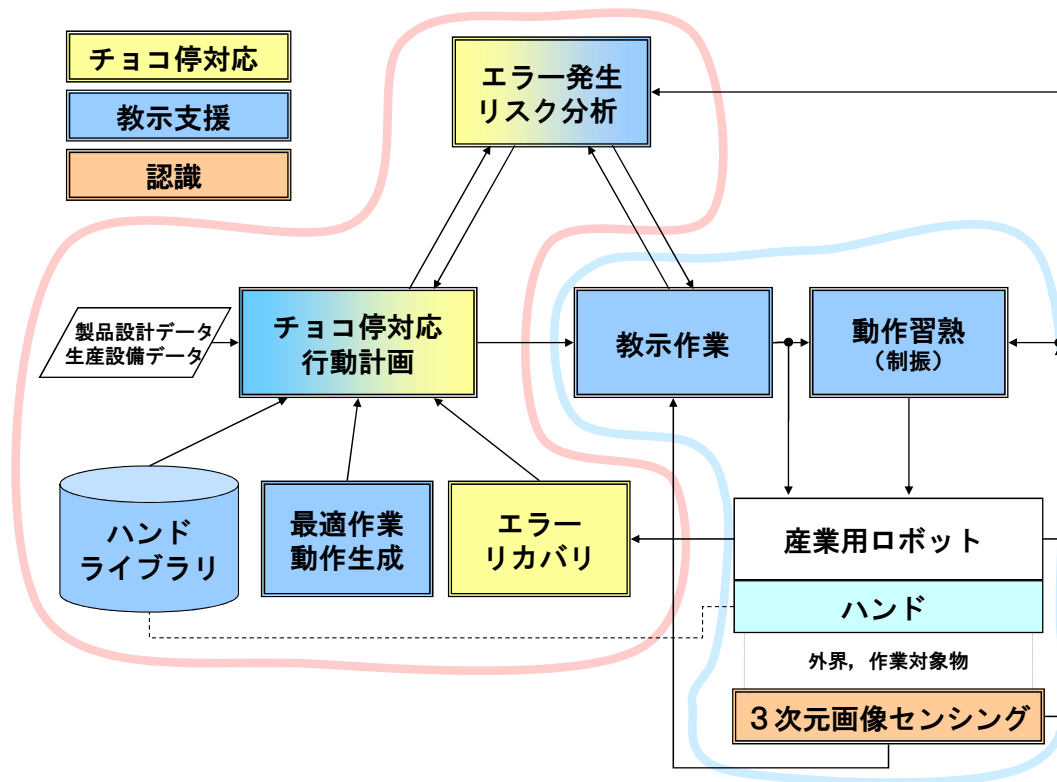 チョコ停対応
教示支援
認識
エラー発生
リスク分析
製品設計データ
生産設備データ
チョコ停対応
行動計画
教示作業
動作習熟
（制振）
ハンド
ライブラリ
最適作業
動作生成
エラー
リカバリ
産業用ロボット
ハンド
外界，作業対象物
３次元画像センシング